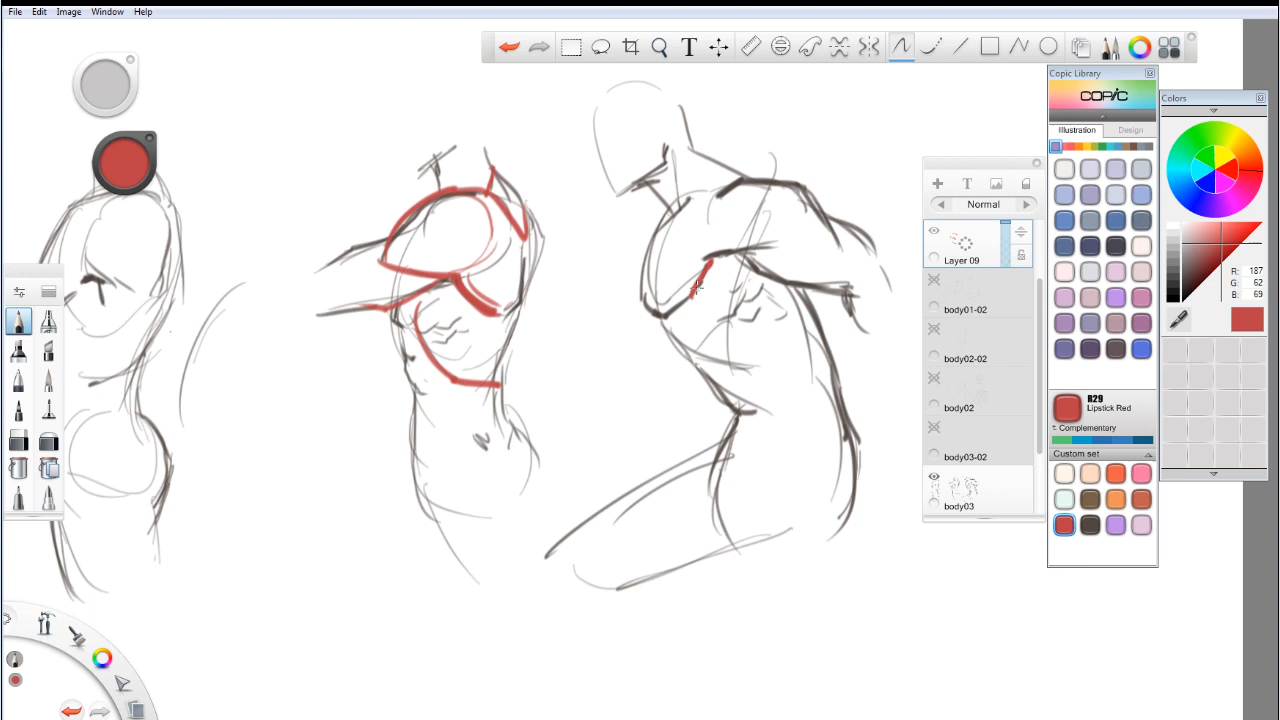 File Edit Image Window Help
T
Copic Library
COPIC
Illustration Design
Colors
T
Normal
Layer 09
body01-02
body02-02
body02
body03-02
body03
R: 187
G: 62
B: 69
R29
Lipstick Red
Complementary
Custom set